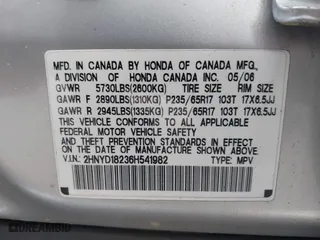 MFD. IN CANADA BY HONDA OF CANADA MFG.,
A DIVISION OF HONDA CANADA INC. 05/06
GVWR 5730LBS(2600KG) TIRE SIZE RIM SIZE
GAWR F 2890LBS(1310KG) P235/65R17 103T 17X6.5JJ
GAWR R 2945LBS(1335KG) P235/65R17 103T 17X6.5JJ
THIS VEHICLE CONFORMS TO ALL APPLICABLE
FEDERAL MOTOR VEHICLE SAFETY
AND THEFT PREVENTION STANDARDS IN EFFECT ON
THE DATE OF MANUFACTURE SHOWN ABOVE.
V.I.N.: 2HNYD18236H541982 TYPE: MPV
DREAMBID.COM